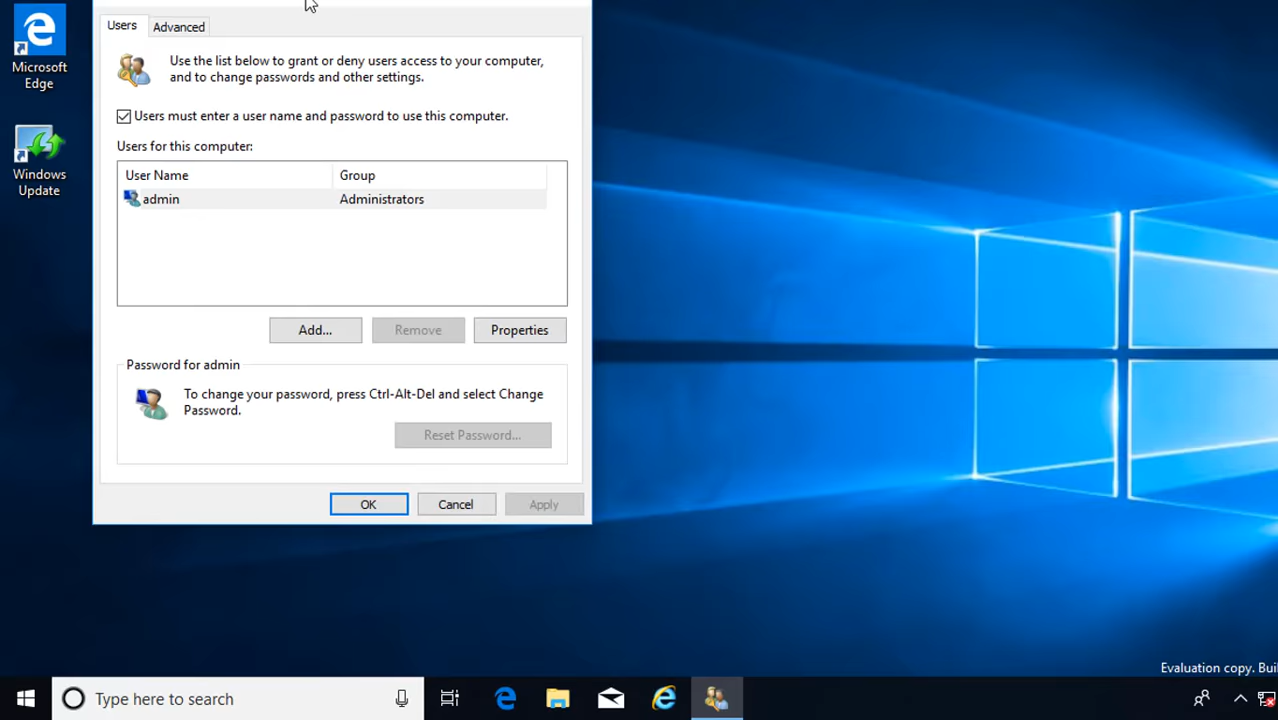 Microsoft
Edge
Windows
Update
Users
Advanced
Use the list below to grant or deny users access to your computer,
and to change passwords and other settings.
Users must enter a user name and password to use this computer.
Users for this computer:
User Name
Group
admin
Administrators
Add...
Remove
Properties
Password for admin
To change your password, press Ctrl-Alt-Del and select Change
Password.
Reset Password...
OK
Cancel
Apply
Evaluation copy. Bui
Type here to search